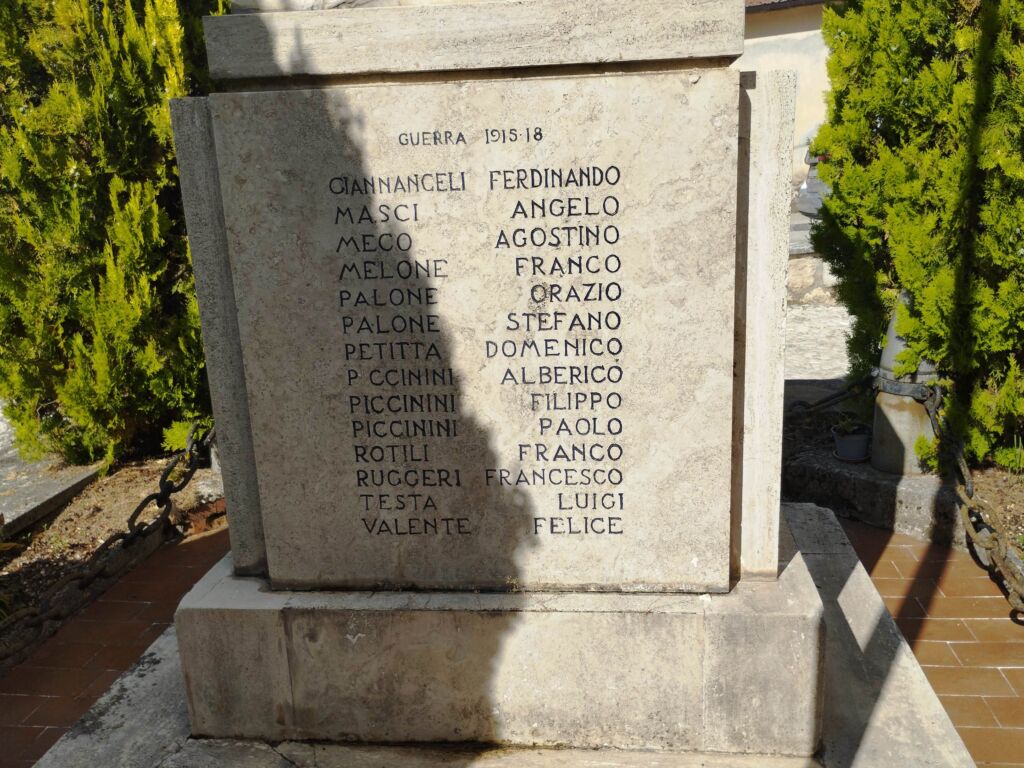 GUERRA 1915·18
GIANNANGELI FERDINANDO
MASCI ANGELO
MECO AGOSTINO
MELONE FRANCO
PALONE ORAZIO
PALONE STEFANO
PETITTA DOMENICO
P CCININI ALBERICO
PICCININI FILIPPO
PICCININI PAOLO
ROTILI FRANCO
RUGGERI FRANCESCO
TESTA LUIGI
VALENTE FELICE